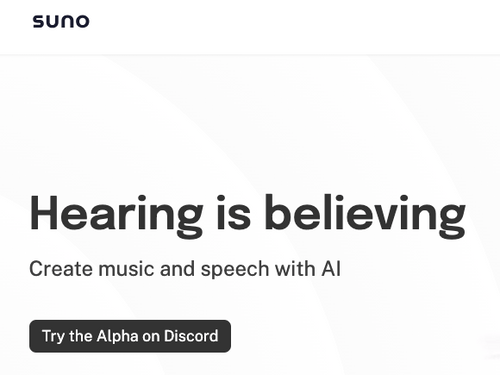 suno
Hearing is believing
Create music and speech with AI
Try the Alpha on Discord